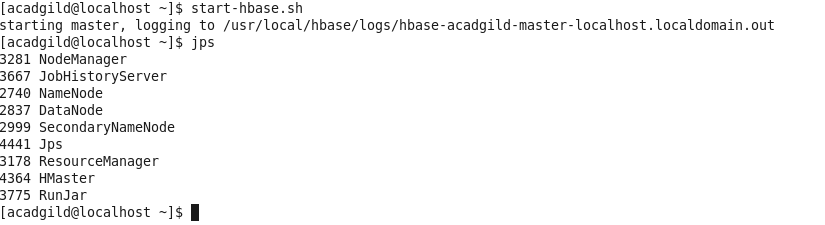 [acadgild@localhost ~]$ start-hbase.sh
starting master, logging to /usr/local/hbase/logs/hbase-acadgild-master-localhost.localdomain.out
[acadgild@localhost ~]$ jps
3281 NodeManager
3667 JobHistoryServer
2740 NameNode
2837 DataNode
2999 SecondaryNameNode
4441 Jps
3178 ResourceManager
4364 HMaster
3775 RunJar
[acadgild@localhost ~]$